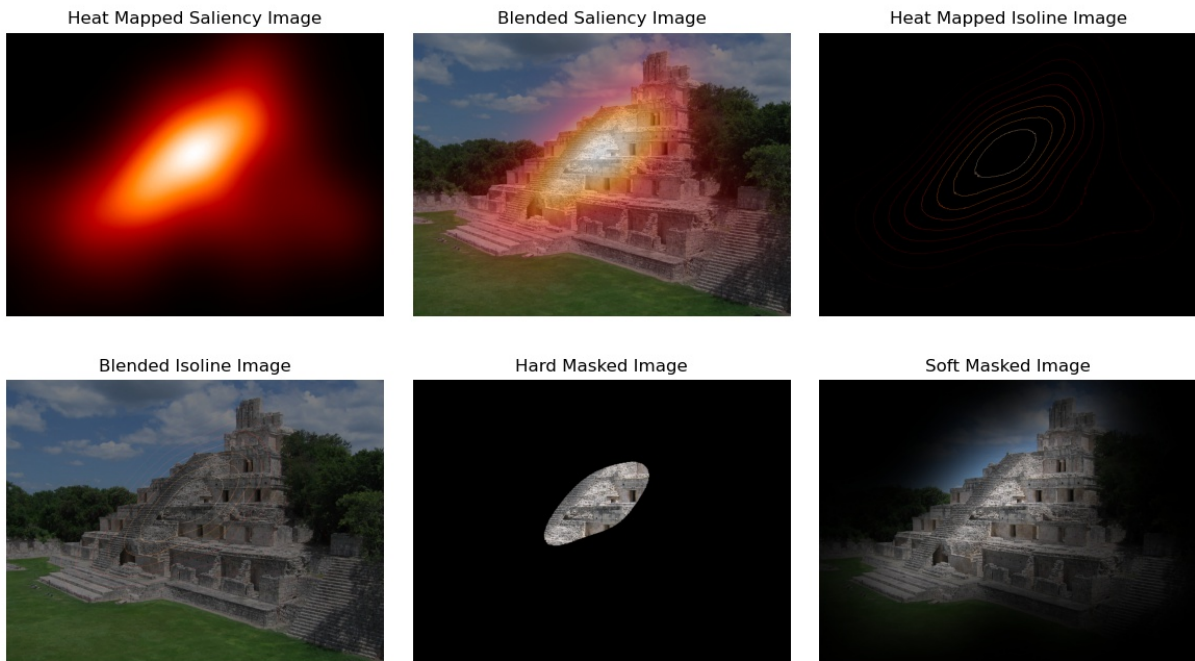 Heat Mapped Saliency Image
Blended Saliency Image
Heat Mapped Isoline Image
Blended Isoline Image
Hard Masked Image
Soft Masked Image